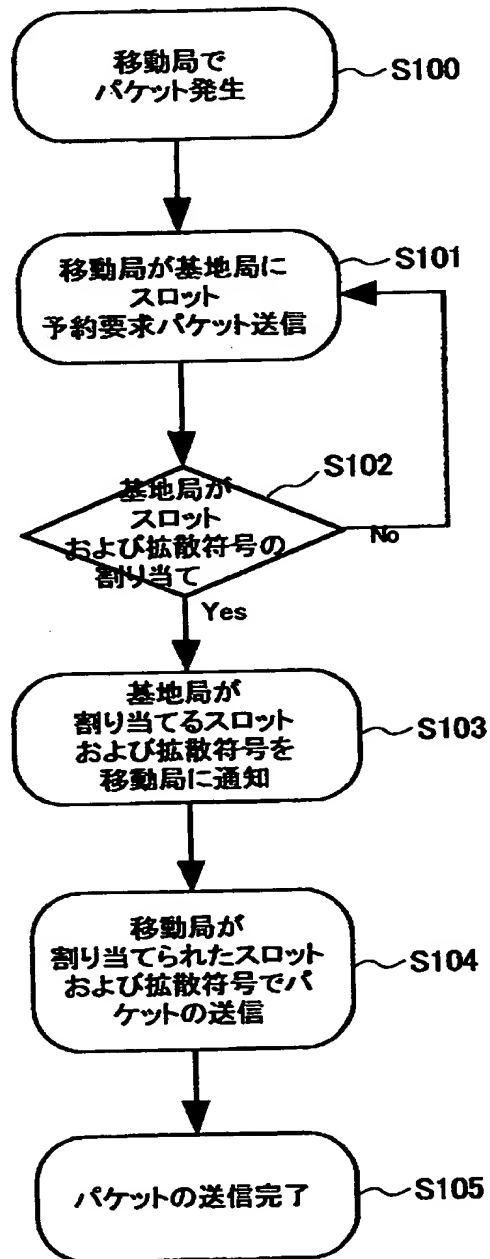 移動局で
パケット発生
S100
移動局が基地局に
スロット
予約要求パケット送信
S101
基地局が
スロット
および拡散符号の
割り当て
S102
No
Yes
基地局が
割り当てるスロット
および拡散符号を
移動局に通知
S103
移動局が
割り当てられたスロット
および拡散符号でパ
ケットの送信
S104
パケットの送信完了
S105